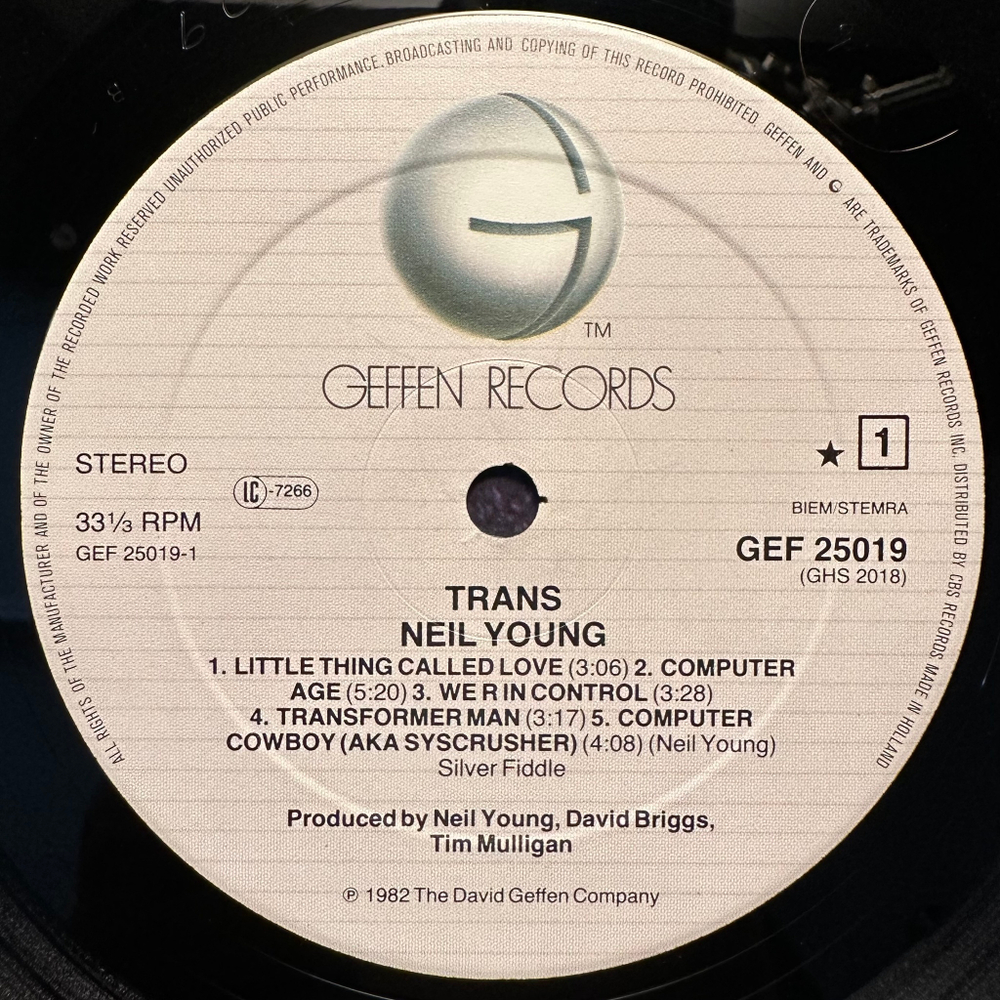 ALL RIGHTS OF THE MANUFACTURER AND OF THE OWNER OF THE RECORDED WORK RESERVED UNAUTHORIZED PUBLIC PERFORMANCE, BROADCASTING AND COPYING OF THIS RECORD PROHIBITED. GEFFEN AND G ARE TRADEMARKS OF GEFFEN RECORDS INC. DISTRIBUTED BY CBS RECORDS MADE IN HOLLAND
TM
GEFFEN RECORDS
STEREO
LC-7266
33⅓ RPM
GEF 25019-1
★ 1
BIEM/STEMRA
GEF 25019
(GHS 2018)
TRANS
NEIL YOUNG
1. LITTLE THING CALLED LOVE (3:06) 2. COMPUTER
AGE (5:20) 3. WE R IN CONTROL (3:28)
4. TRANSFORMER MAN (3:17) 5. COMPUTER
COWBOY (AKA SYSCRUSHER) (4:08) (Neil Young)
Silver Fiddle
Produced by Neil Young, David Briggs,
Tim Mulligan
℗ 1982 The David Geffen Company